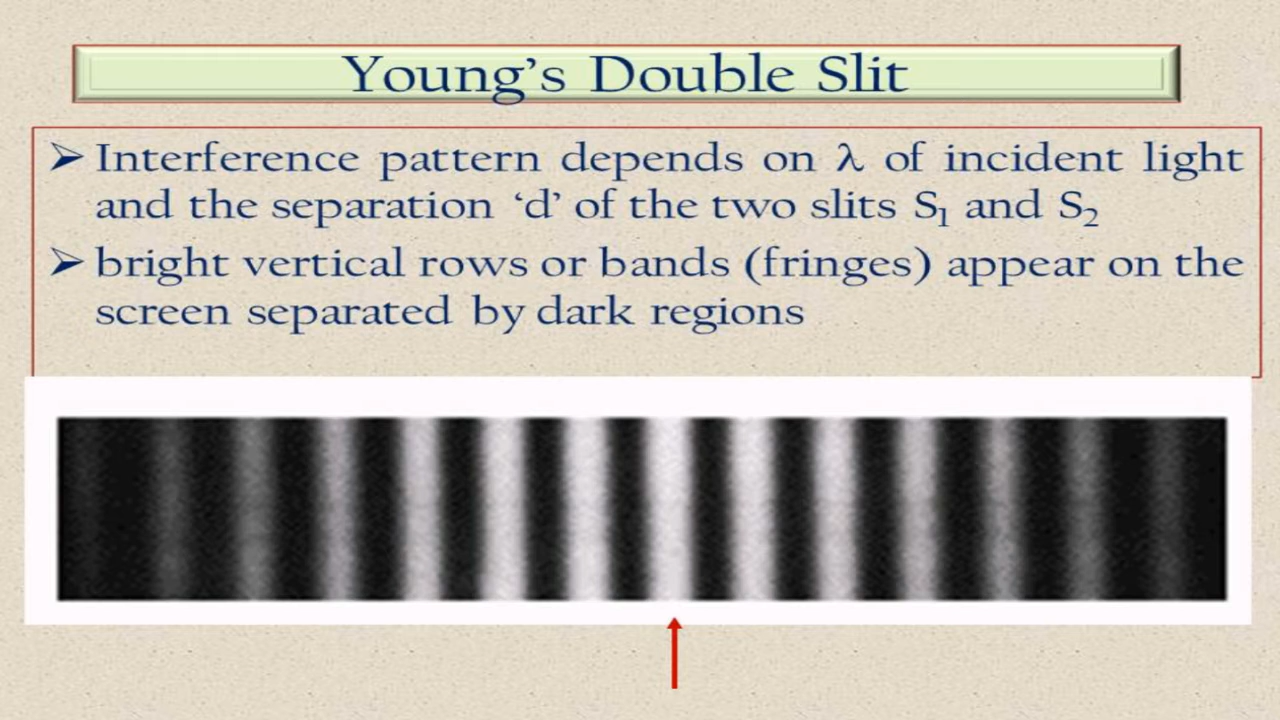 Young’s Double Slit
➢ Interference pattern depends on λ of incident light
and the separation ‘d’ of the two slits S₁ and S₂
➢ bright vertical rows or bands (fringes) appear on the
screen separated by dark regions